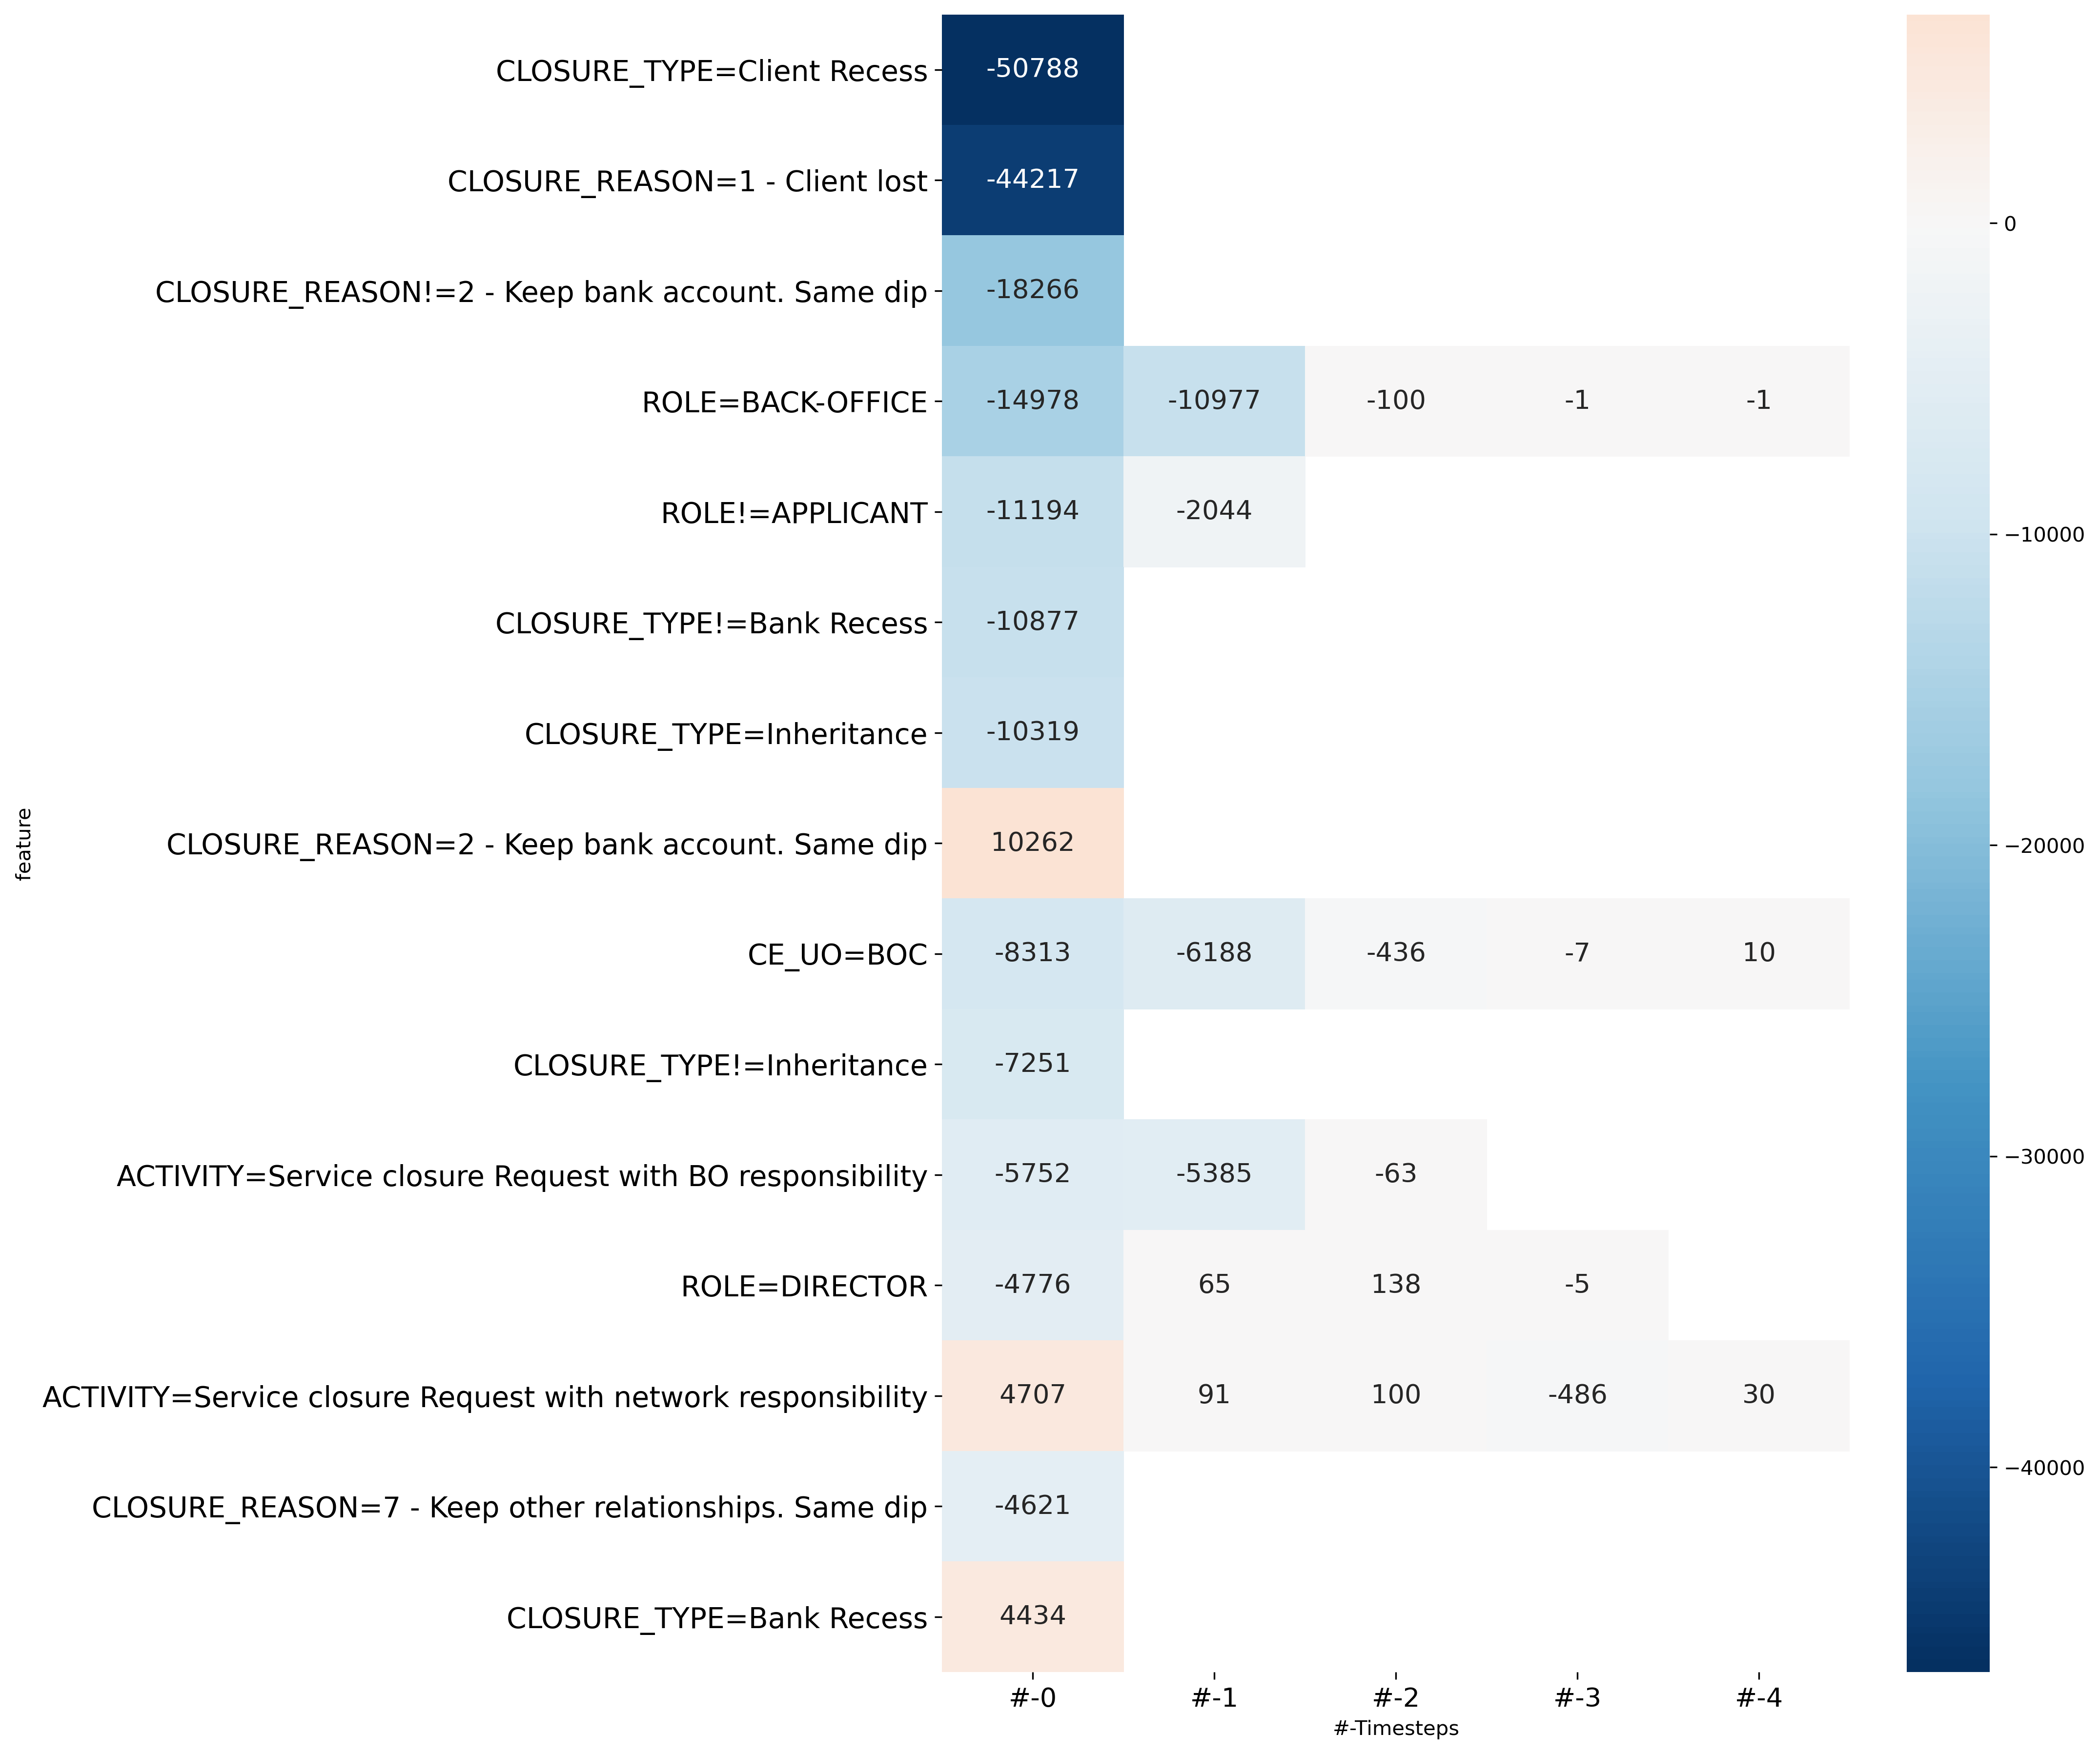 CLOSURE_TYPE=Client Recess -50788
CLOSURE_REASON=1 - Client lost -44217
CLOSURE_REASON!=2 - Keep bank account. Same dip -18266
ROLE=BACK-OFFICE -14978 -10977 -100 -1 -1
ROLE!=APPLICANT -11194 -2044
CLOSURE_TYPE!=Bank Recess -10877
CLOSURE_TYPE=Inheritance -10319
CLOSURE_REASON=2 - Keep bank account. Same dip 10262
CE_UO=BOC -8313 -6188 -436 -7 10
CLOSURE_TYPE!=Inheritance -7251
ACTIVITY=Service closure Request with BO responsibility -5752 -5385 -63
ROLE=DIRECTOR -4776 65 138 -5
ACTIVITY=Service closure Request with network responsibility 4707 91 100 -486 30
CLOSURE_REASON=7 - Keep other relationships. Same dip -4621
CLOSURE_TYPE=Bank Recess 4434
#-0 #-1 #-2 #-3 #-4
#-Timesteps
feature
0
−10000
−20000
−30000
−40000